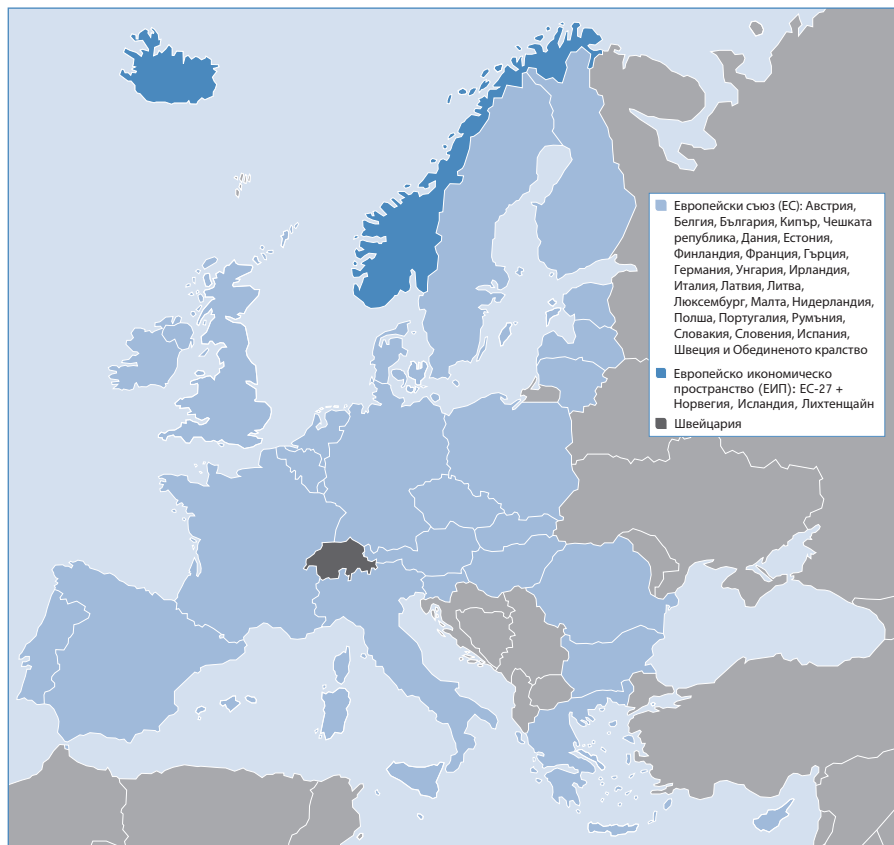 Европейски съюз (ЕС): Австрия,
Белгия, България, Кипър, Чешката
република, Дания, Естония,
Финландия, Франция, Гърция,
Германия, Унгария, Ирландия,
Италия, Латвия, Литва,
Люксембург, Малта, Нидерландия,
Полша, Португалия, Румъния,
Словакия, Словения, Испания,
Швеция и Обединеното кралство
Европейско икономическо
пространство (ЕИП): ЕС-27 +
Норвегия, Исландия, Лихтенщайн
Швейцария